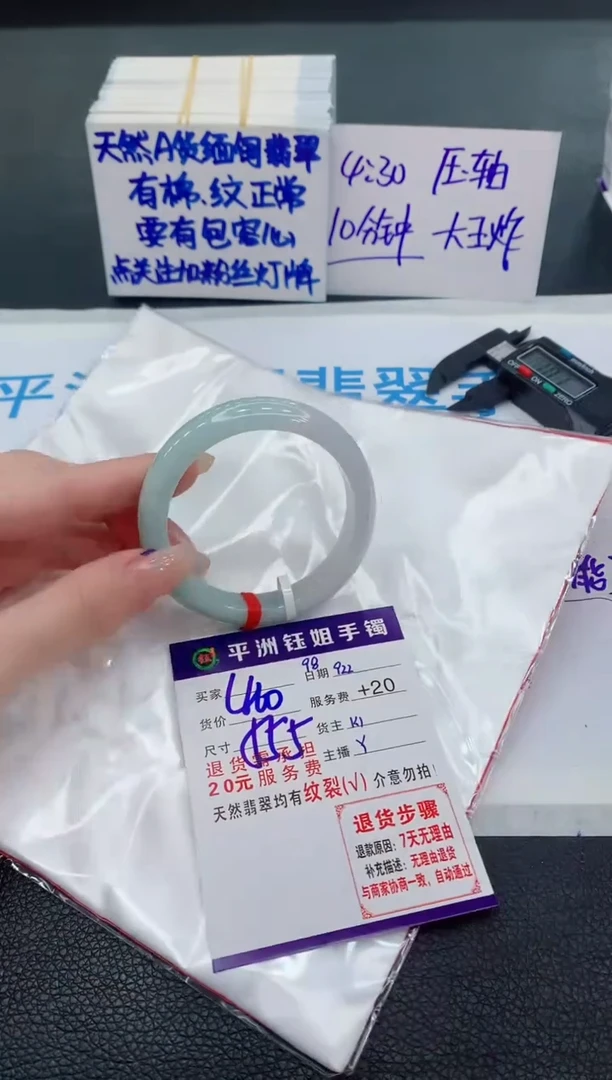 天然A货缅甸翡翠
有棉、纹正常
要有包容心
点关注加粉丝灯牌
4:30 压轴
10分钟 大王炸
OFF ON ZERO
平洲钰姐手镯
98
买家 日期 922
货价 服务费 +20
尺寸 货主 K1
555
退货需承担 主播 Y
20元服务费
天然翡翠均有纹裂(√)介意勿拍!
退货步骤
退款原因:7天无理由
补充描述:无理由退货
与商家协商一致,自动通过